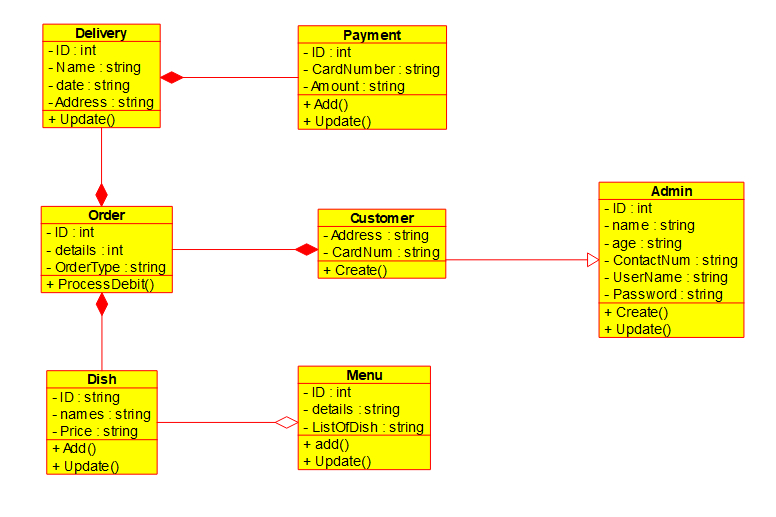 Delivery
- ID : int
- Name : string
- date : string
- Address : string
+ Update()
Payment
- ID : int
- CardNumber : string
- Amount : string
+ Add()
+ Update()
Order
- ID : int
- details : int
- OrderType : string
+ ProcessDebit()
Customer
- Address : string
- CardNum : string
+ Create()
Admin
- ID : int
- name : string
- age : string
- ContactNum : string
- UserName : string
- Password : string
+ Create()
+ Update()
Dish
- ID : string
- names : string
- Price : string
+ Add()
+ Update()
Menu
- ID : int
- details : string
- ListOfDish : string
+ add()
+ Update()